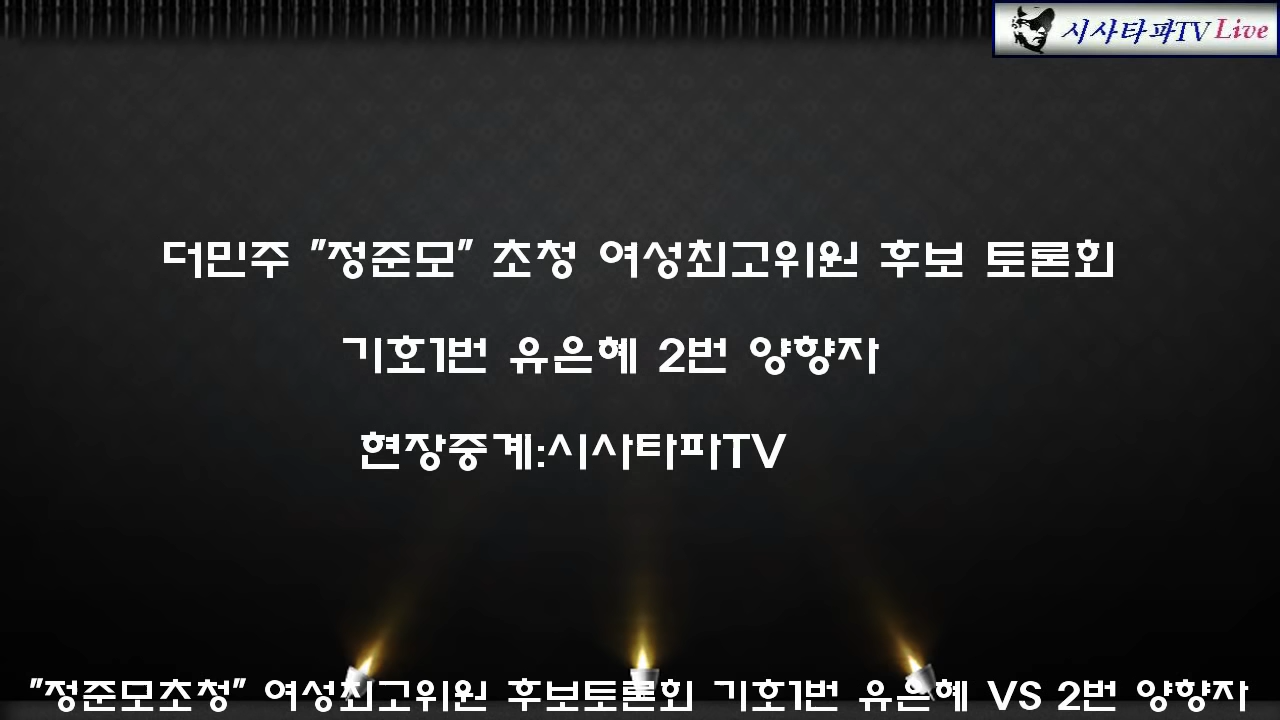 시사타파TV Live
더민주 "정준모" 초청 여성최고위원 후보 토론회
기호1번 유은혜 2번 양향자
현장중계:시사타파TV
"정준모초청" 여성최고위원 후보토론회 기호1번 유은혜 VS 2번 양향자